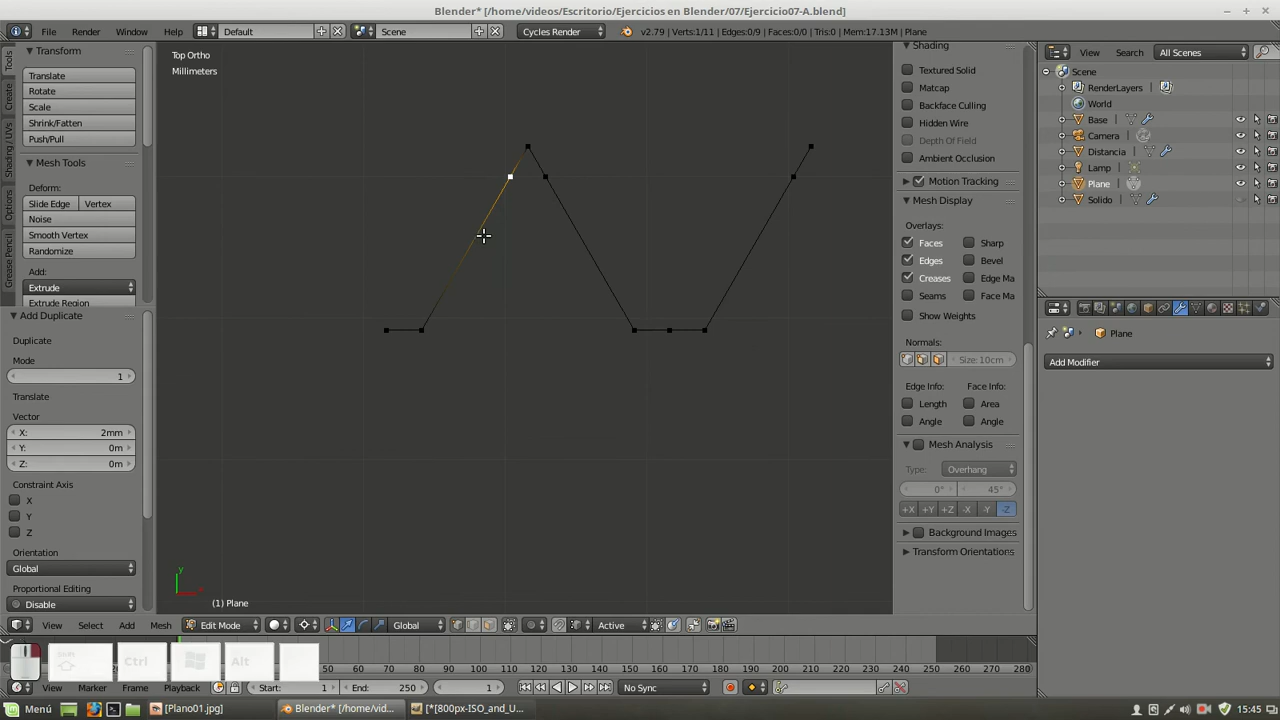 Blender* [/home/videos/Escritorio/Ejercicios en Blender/07/Ejercicio07-A.blend]
File Render Window Help Default Scene Cycles Render v2.79 | Verts:1/11 | Edges:0/9 | Faces:0/0 | Tris:0 | Mem:17.13M | Plane
Tools
Create
Shading / UVs
Options
Grease Pencil
Transform
Translate
Rotate
Scale
Shrink/Fatten
Push/Pull
Mesh Tools
Deform:
Slide Edge Vertex
Noise
Smooth Vertex
Randomize
Add:
Extrude
Extrude Region
Add Duplicate
Duplicate
Mode
1
Translate
Vector
X: 2mm
Y: 0m
Z: 0m
Constraint Axis
X
Y
Z
Orientation
Global
Proportional Editing
Disable
Top Ortho
Millimeters
y
x
(1) Plane
Shading
Textured Solid
Matcap
Backface Culling
Hidden Wire
Depth Of Field
Ambient Occlusion
Motion Tracking
Mesh Display
Overlays:
Faces Sharp
Edges Bevel
Creases Edge Ma
Seams Face Ma
Show Weights
Normals:
Size: 10cm
Edge Info: Face Info:
Length Area
Angle Angle
Mesh Analysis
Type: Overhang
0° 45°
+X +Y +Z -X -Y -Z
Background Images
Transform Orientations
View Search All Scenes
Scene
RenderLayers
World
Base
Camera
Distancia
Lamp
Plane
Solido
Plane
Add Modifier
View Select Add Mesh Edit Mode Global Active
Shift Ctrl Alt
50 60 70 80 90 100 110 120 130 140 150 160 170 180 190 200 210 220 230 240 250 260 270 280
View Marker Frame Playback Start: 1 End: 250 1 No Sync
Menú [Plano01.jpg] Blender* [/home/vid... [*[800px-ISO_and_U... 15:45